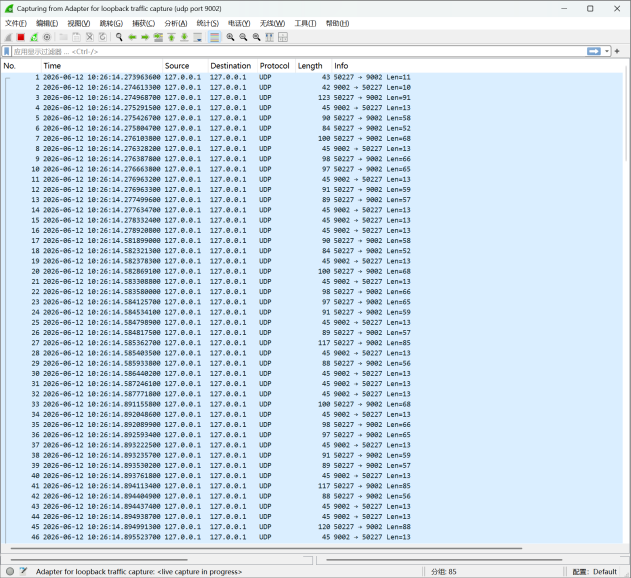 Capturing from Adapter for loopback traffic capture (udp port 9002)
文件(F) 编辑(E) 视图(V) 跳转(G) 捕获(C) 分析(A) 统计(S) 电话(Y) 无线(W) 工具(T) 帮助(H)
应用显示过滤器 … <Ctrl-/>
No. Time Source Destination Protocol Length Info
1 2026-06-12 10:26:14.273963600 127.0.0.1 127.0.0.1 UDP 43 50227 → 9002 Len=11
2 2026-06-12 10:26:14.274613300 127.0.0.1 127.0.0.1 UDP 42 9002 → 50227 Len=10
3 2026-06-12 10:26:14.274968700 127.0.0.1 127.0.0.1 UDP 123 50227 → 9002 Len=91
4 2026-06-12 10:26:14.275291500 127.0.0.1 127.0.0.1 UDP 45 9002 → 50227 Len=13
5 2026-06-12 10:26:14.275426700 127.0.0.1 127.0.0.1 UDP 90 50227 → 9002 Len=58
6 2026-06-12 10:26:14.275804700 127.0.0.1 127.0.0.1 UDP 84 50227 → 9002 Len=52
7 2026-06-12 10:26:14.276103800 127.0.0.1 127.0.0.1 UDP 100 50227 → 9002 Len=68
8 2026-06-12 10:26:14.276328200 127.0.0.1 127.0.0.1 UDP 45 9002 → 50227 Len=13
9 2026-06-12 10:26:14.276387800 127.0.0.1 127.0.0.1 UDP 98 50227 → 9002 Len=66
10 2026-06-12 10:26:14.276663800 127.0.0.1 127.0.0.1 UDP 97 50227 → 9002 Len=65
11 2026-06-12 10:26:14.276963200 127.0.0.1 127.0.0.1 UDP 45 9002 → 50227 Len=13
12 2026-06-12 10:26:14.276963300 127.0.0.1 127.0.0.1 UDP 91 50227 → 9002 Len=59
13 2026-06-12 10:26:14.277499600 127.0.0.1 127.0.0.1 UDP 89 50227 → 9002 Len=57
14 2026-06-12 10:26:14.277634700 127.0.0.1 127.0.0.1 UDP 45 9002 → 50227 Len=13
15 2026-06-12 10:26:14.278332400 127.0.0.1 127.0.0.1 UDP 45 9002 → 50227 Len=13
16 2026-06-12 10:26:14.278920800 127.0.0.1 127.0.0.1 UDP 45 9002 → 50227 Len=13
17 2026-06-12 10:26:14.581899000 127.0.0.1 127.0.0.1 UDP 90 50227 → 9002 Len=58
18 2026-06-12 10:26:14.582321300 127.0.0.1 127.0.0.1 UDP 84 50227 → 9002 Len=52
19 2026-06-12 10:26:14.582378300 127.0.0.1 127.0.0.1 UDP 45 9002 → 50227 Len=13
20 2026-06-12 10:26:14.582869100 127.0.0.1 127.0.0.1 UDP 100 50227 → 9002 Len=68
21 2026-06-12 10:26:14.583308800 127.0.0.1 127.0.0.1 UDP 45 9002 → 50227 Len=13
22 2026-06-12 10:26:14.583580000 127.0.0.1 127.0.0.1 UDP 98 50227 → 9002 Len=66
23 2026-06-12 10:26:14.584125700 127.0.0.1 127.0.0.1 UDP 97 50227 → 9002 Len=65
24 2026-06-12 10:26:14.584534100 127.0.0.1 127.0.0.1 UDP 91 50227 → 9002 Len=59
25 2026-06-12 10:26:14.584798900 127.0.0.1 127.0.0.1 UDP 45 9002 → 50227 Len=13
26 2026-06-12 10:26:14.584817500 127.0.0.1 127.0.0.1 UDP 89 50227 → 9002 Len=57
27 2026-06-12 10:26:14.585362700 127.0.0.1 127.0.0.1 UDP 117 50227 → 9002 Len=85
28 2026-06-12 10:26:14.585403500 127.0.0.1 127.0.0.1 UDP 45 9002 → 50227 Len=13
29 2026-06-12 10:26:14.585933800 127.0.0.1 127.0.0.1 UDP 88 50227 → 9002 Len=56
30 2026-06-12 10:26:14.586440200 127.0.0.1 127.0.0.1 UDP 45 9002 → 50227 Len=13
31 2026-06-12 10:26:14.587246100 127.0.0.1 127.0.0.1 UDP 45 9002 → 50227 Len=13
32 2026-06-12 10:26:14.587771800 127.0.0.1 127.0.0.1 UDP 45 9002 → 50227 Len=13
33 2026-06-12 10:26:14.891155800 127.0.0.1 127.0.0.1 UDP 100 50227 → 9002 Len=68
34 2026-06-12 10:26:14.892048600 127.0.0.1 127.0.0.1 UDP 45 9002 → 50227 Len=13
35 2026-06-12 10:26:14.892089900 127.0.0.1 127.0.0.1 UDP 98 50227 → 9002 Len=66
36 2026-06-12 10:26:14.892593400 127.0.0.1 127.0.0.1 UDP 97 50227 → 9002 Len=65
37 2026-06-12 10:26:14.893222500 127.0.0.1 127.0.0.1 UDP 45 9002 → 50227 Len=13
38 2026-06-12 10:26:14.893235700 127.0.0.1 127.0.0.1 UDP 91 50227 → 9002 Len=59
39 2026-06-12 10:26:14.893530200 127.0.0.1 127.0.0.1 UDP 89 50227 → 9002 Len=57
40 2026-06-12 10:26:14.893761800 127.0.0.1 127.0.0.1 UDP 45 9002 → 50227 Len=13
41 2026-06-12 10:26:14.894113400 127.0.0.1 127.0.0.1 UDP 117 50227 → 9002 Len=85
42 2026-06-12 10:26:14.894404900 127.0.0.1 127.0.0.1 UDP 88 50227 → 9002 Len=56
43 2026-06-12 10:26:14.894437400 127.0.0.1 127.0.0.1 UDP 45 9002 → 50227 Len=13
44 2026-06-12 10:26:14.894938700 127.0.0.1 127.0.0.1 UDP 45 9002 → 50227 Len=13
45 2026-06-12 10:26:14.894991300 127.0.0.1 127.0.0.1 UDP 120 50227 → 9002 Len=88
46 2026-06-12 10:26:14.895523700 127.0.0.1 127.0.0.1 UDP 45 9002 → 50227 Len=13
Adapter for loopback traffic capture: <live capture in progress> 分组: 85 配置: Default